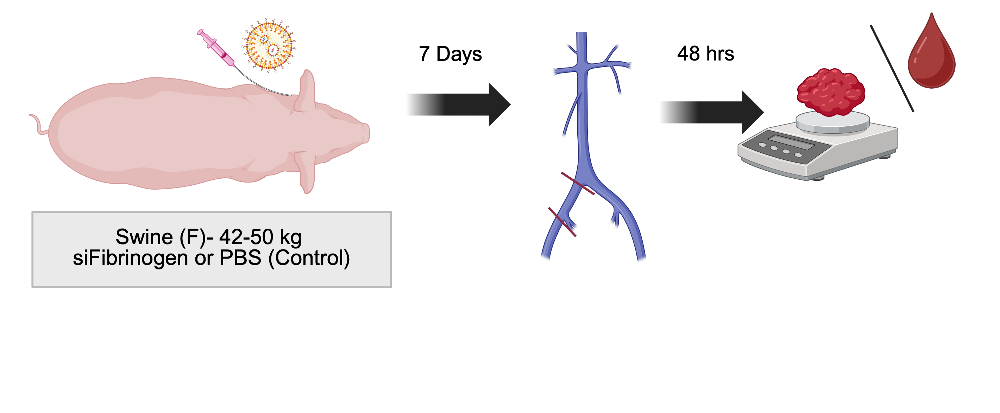 7 Days
48 hrs
Swine (F)- 42-50 kg
siFibrinogen or PBS (Control)